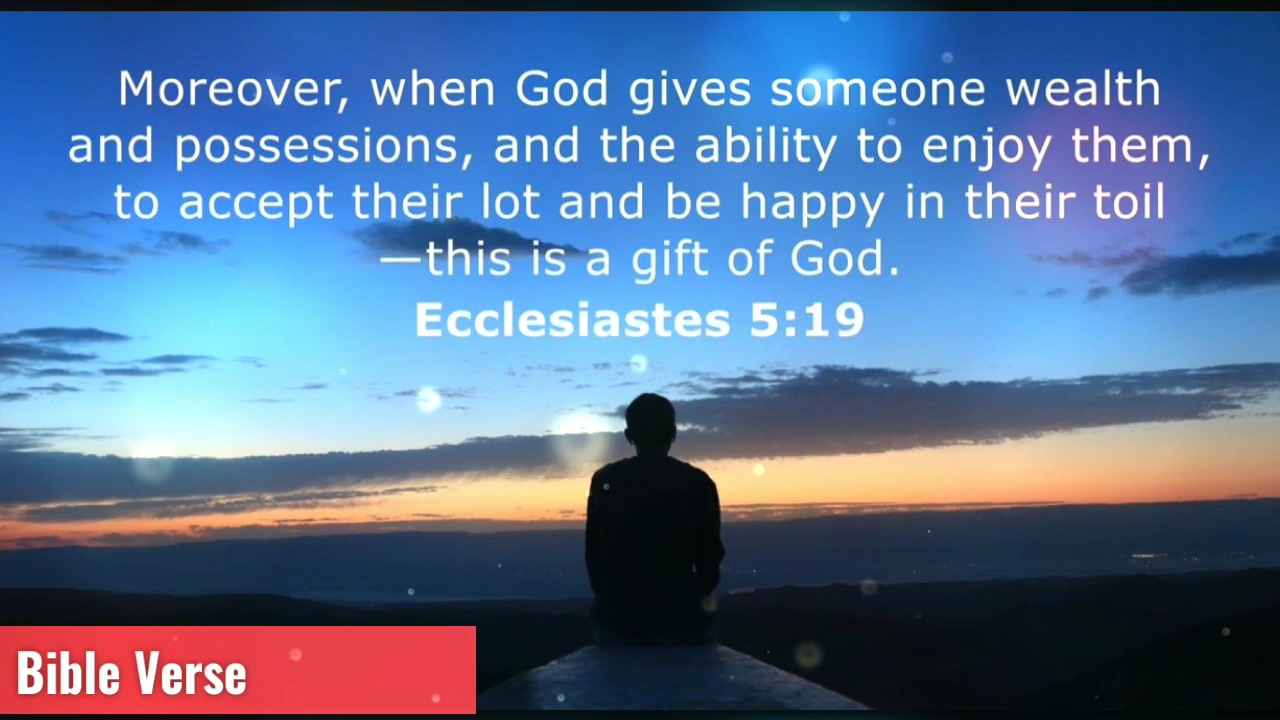 Moreover, when God gives someone wealth
and possessions, and the ability to enjoy them,
to accept their lot and be happy in their toil
—this is a gift of God.
Ecclesiastes 5:19
Bible Verse